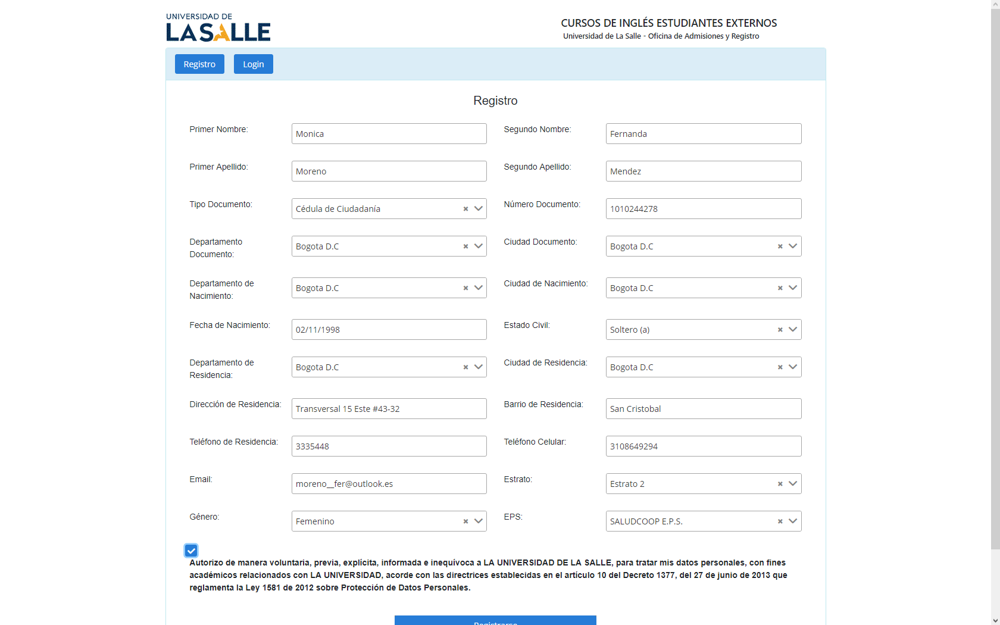 UNIVERSIDAD DE
LA SALLE
CURSOS DE INGLÉS ESTUDIANTES EXTERNOS
Universidad de La Salle - Oficina de Admisiones y Registro
Registro Login
Registro
Primer Nombre: Monica Segundo Nombre: Fernanda
Primer Apellido: Moreno Segundo Apellido: Mendez
Tipo Documento: Cédula de Ciudadanía Número Documento: 1010244278
Departamento Documento: Bogota D.C Ciudad Documento: Bogota D.C
Departamento de Nacimiento: Bogota D.C Ciudad de Nacimiento: Bogota D.C
Fecha de Nacimiento: 02/11/1998 Estado Civil: Soltero (a)
Departamento de Residencia: Bogota D.C Ciudad de Residencia: Bogota D.C
Dirección de Residencia: Transversal 15 Este #43-32 Barrio de Residencia: San Cristobal
Teléfono de Residencia: 3335448 Teléfono Celular: 3108649294
Email: moreno__fer@outlook.es Estrato: Estrato 2
Género: Femenino EPS: SALUDCOOP E.P.S.
Autorizo de manera voluntaria, previa, explícita, informada e inequívoca a LA UNIVERSIDAD DE LA SALLE, para tratar mis datos personales, con fines
académicos relacionados con LA UNIVERSIDAD, acorde con las directrices establecidas en el artículo 10 del Decreto 1377, del 27 de junio de 2013 que
reglamenta la Ley 1581 de 2012 sobre Protección de Datos Personales.
Registrarse